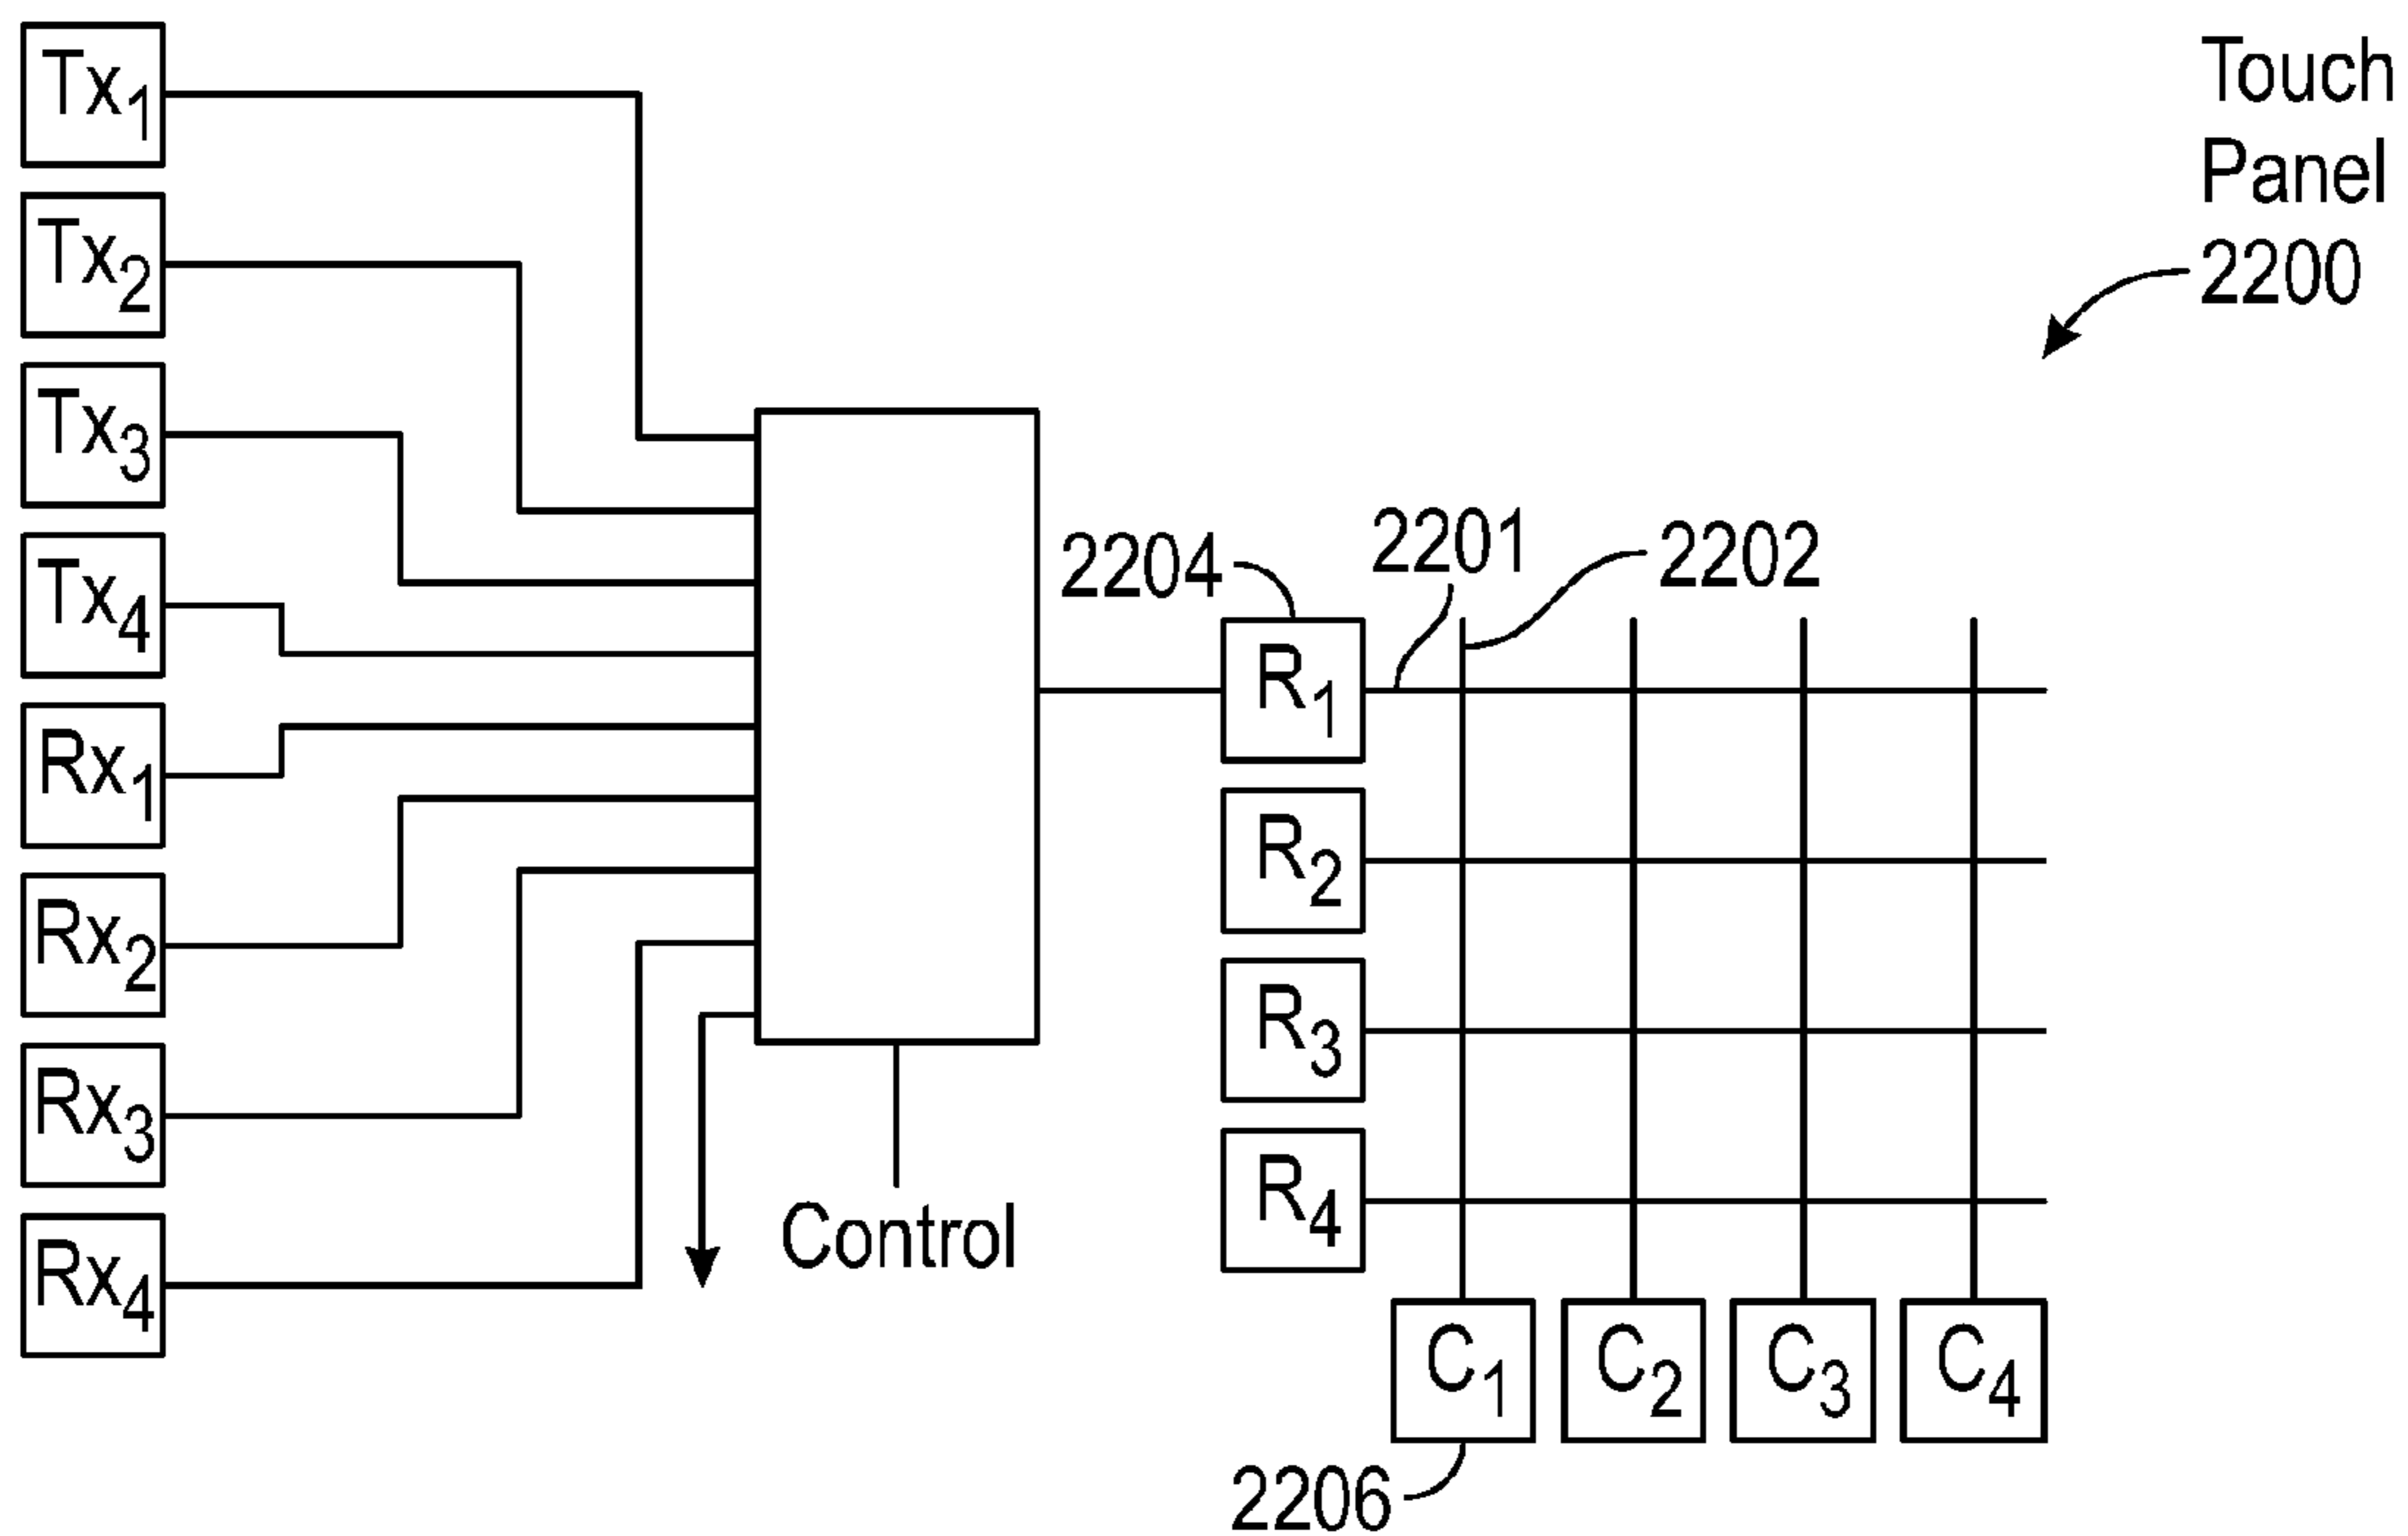 Tx1
Tx2
Tx3
Tx4
Rx1
Rx2
Rx3
Rx4
Control
Touch
Panel
2200
2204
2201
2202
R1
R2
R3
R4
C1 C2 C3 C4
2206